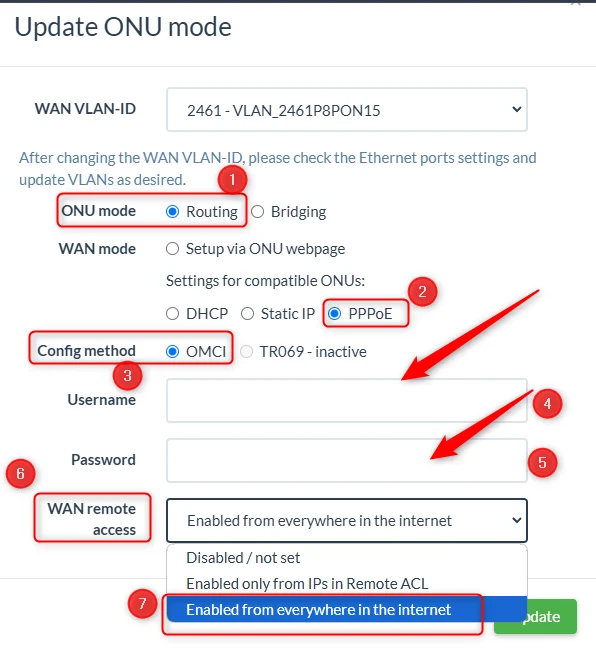 Update ONU mode
WAN VLAN-ID
2461 - VLAN_2461P8PON15
After changing the WAN VLAN-ID, please check the Ethernet ports settings and
update VLANs as desired.
1
ONU mode Routing Bridging
WAN mode Setup via ONU webpage
Settings for compatible ONUs:
2
DHCP Static IP PPPoE
Config method OMCI TR069 - inactive
3
Username
4
Password
5
6
WAN remote
access
Enabled from everywhere in the internet
Disabled / not set
Enabled only from IPs in Remote ACL
7
Enabled from everywhere in the internet
pdate